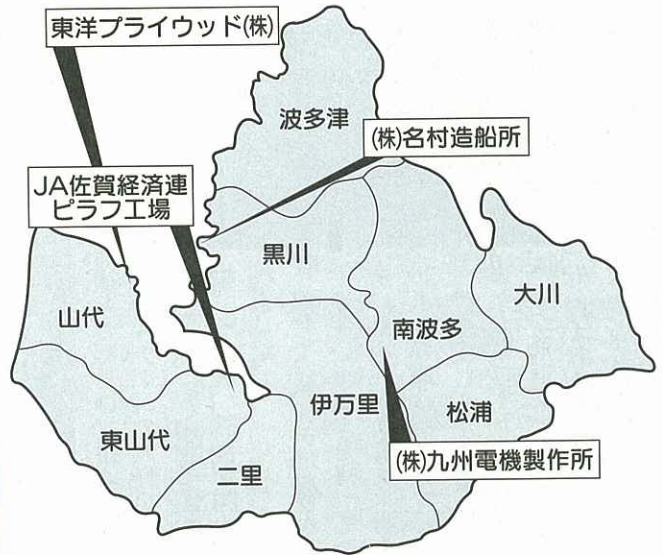 東洋プライウッド(株)
波多津
(株)名村造船所
JA佐賀経済連
ピラフ工場
黒川
大川
山代
南波多
伊万里
松浦
東山代
(株)九州電機製作所
二里